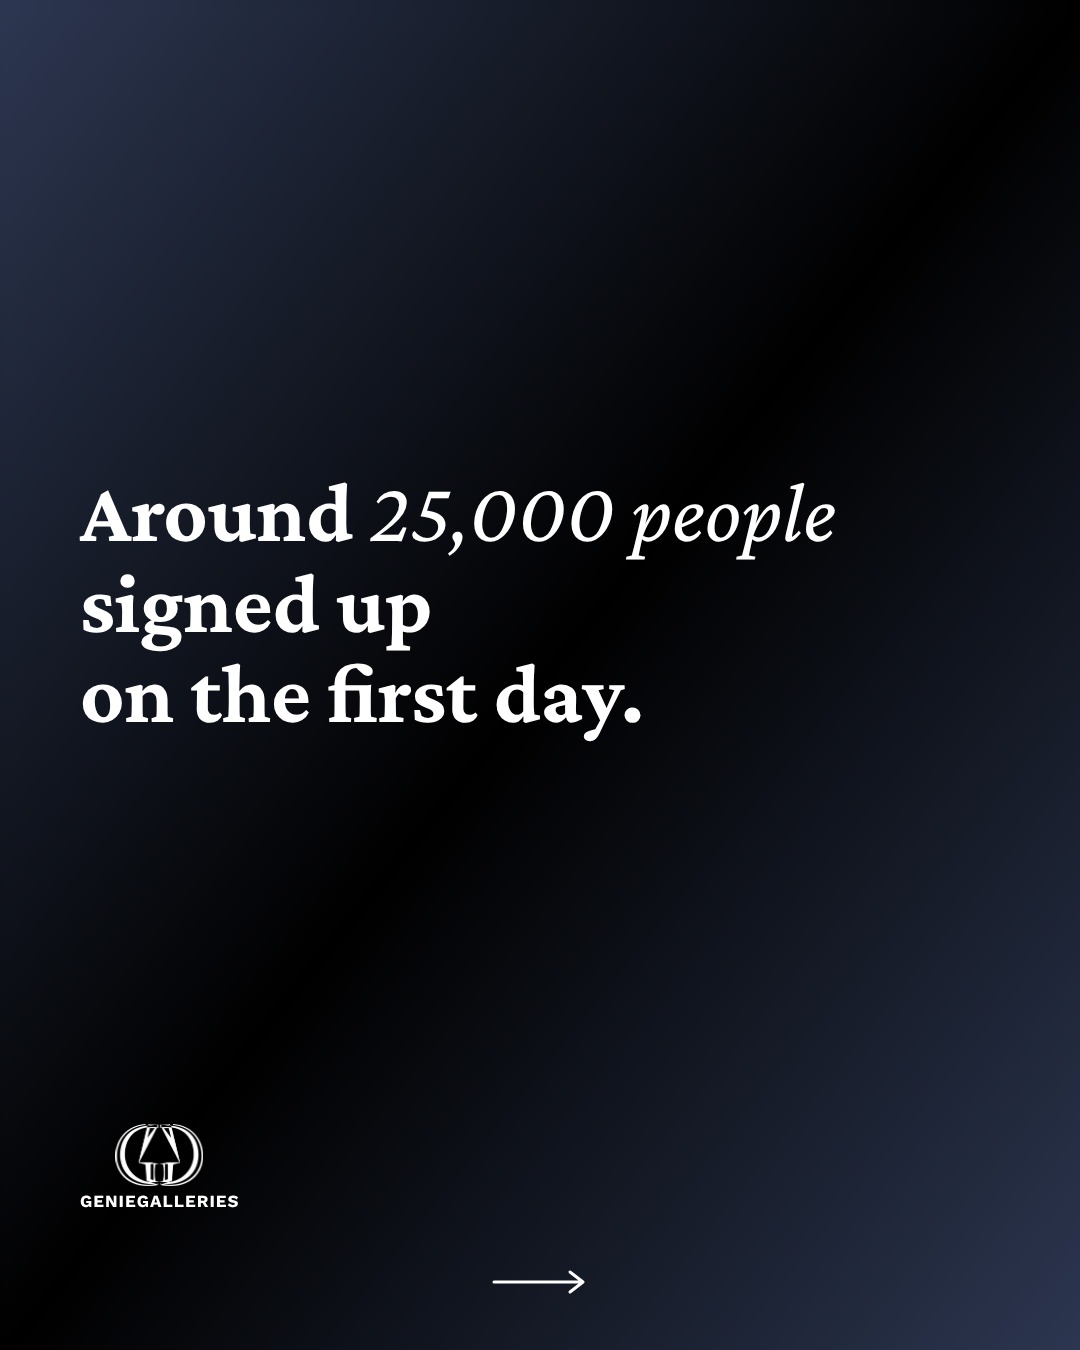 Around 25,000 people
signed up
on the first day.
GENIEGALLERIES